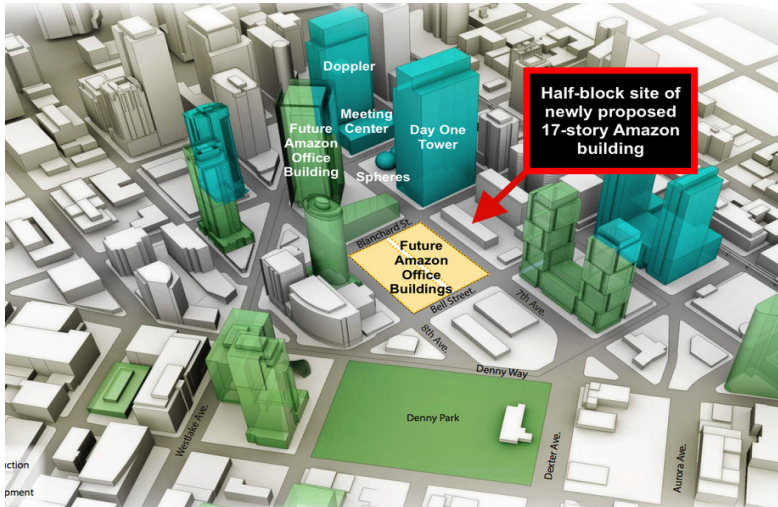 Doppler
Meeting
Center
Day One
Tower
Future
Amazon
Office
Building
Spheres
Half-block site of
newly proposed
17-story Amazon
building
Blanchard St.
Future
Amazon
Office
Buildings
Bell Street.
7th Ave.
8th Ave.
Denny Way
Denny Park
Westlake Ave.
Dexter Ave.
Aurora Ave.
uction
opment